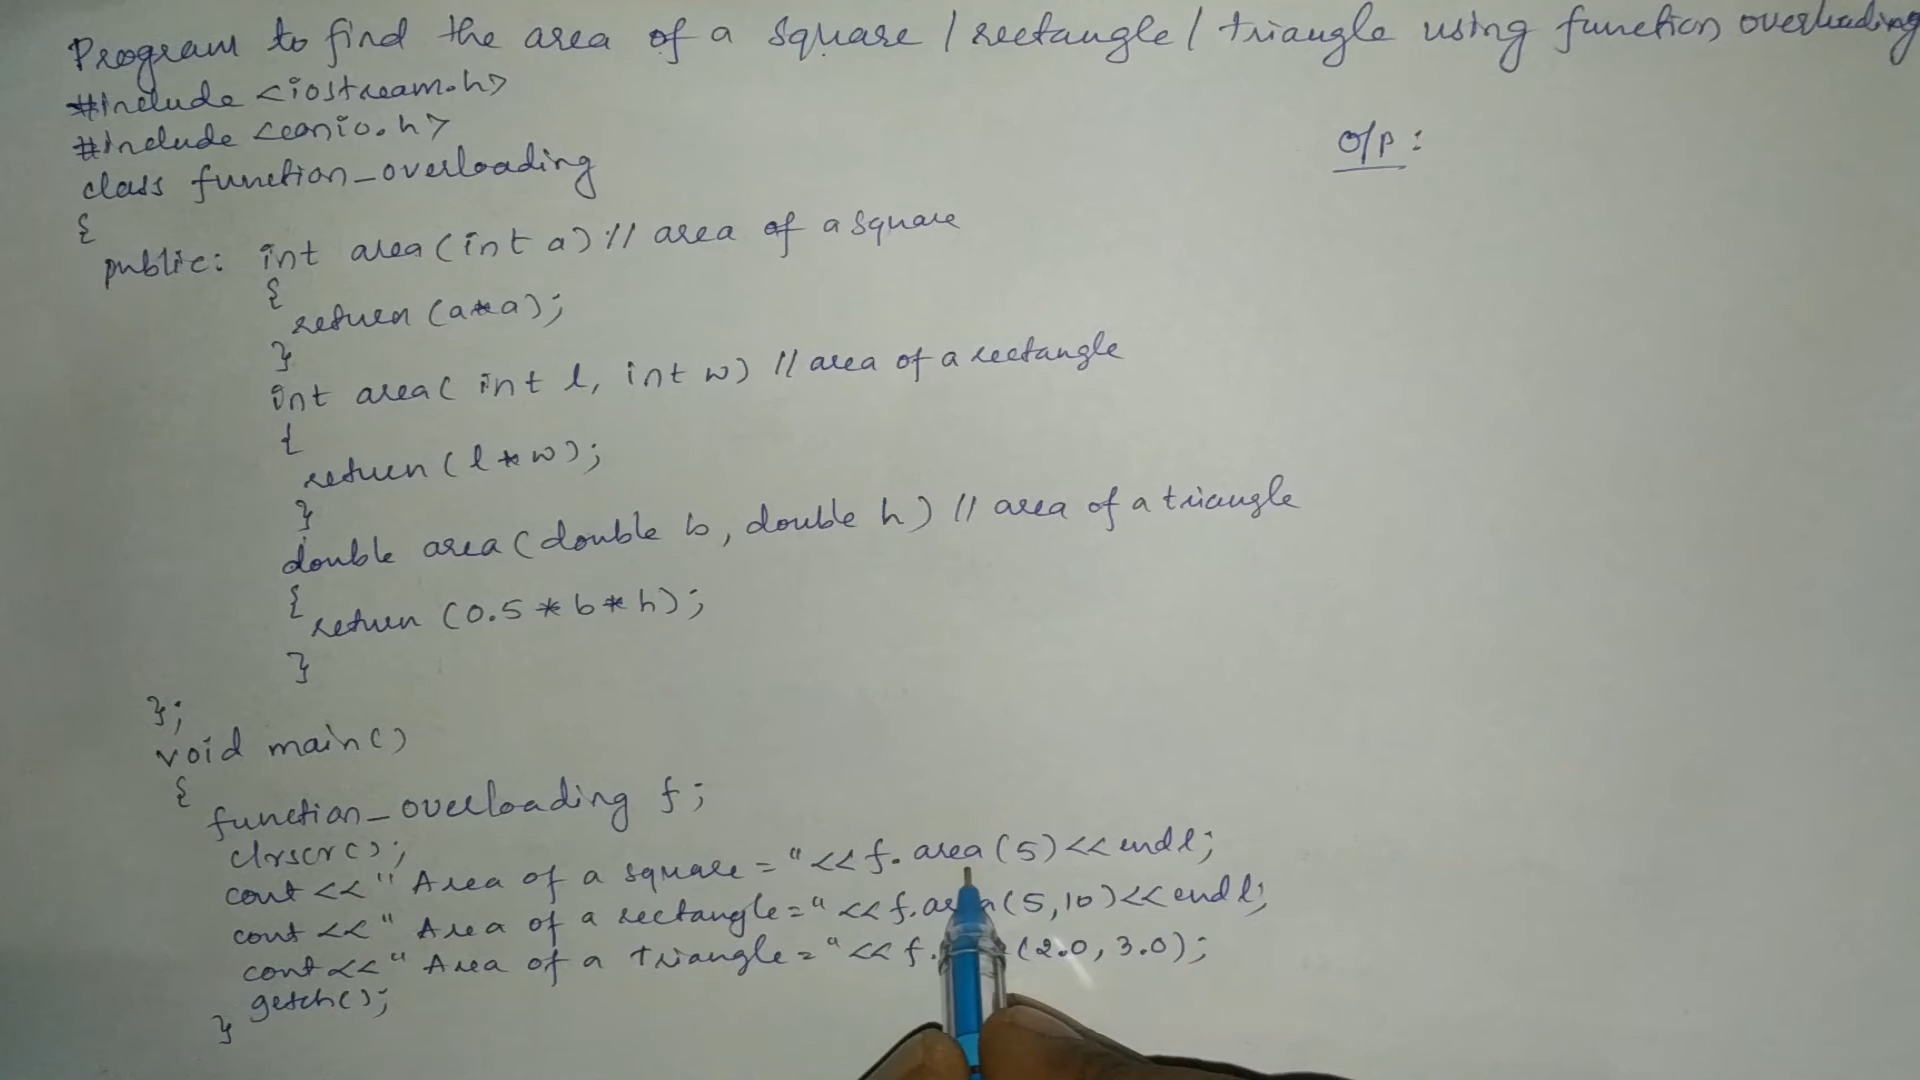 Program to find the area of a square / rectangle / triangle using function overloading
#include <iostream.h>
#include <conio.h>
O/P :
class function_overloading
{
public: int area(int a) // area of a square
{
return (a*a);
}
int area( int l, int w) // area of a rectangle
{
return (l*w);
}
double area (double b, double h) // area of a triangle
{
return (0.5 * b * h);
}
};
void main()
{
function_overloading f;
clrscr();
cout << " Area of a square = " << f. area (5) << endl;
cout << " Area of a rectangle = " << f. (5,10) << endl;
cout << " Area of a triangle = " << f. (2.0, 3.0);
getch();
}